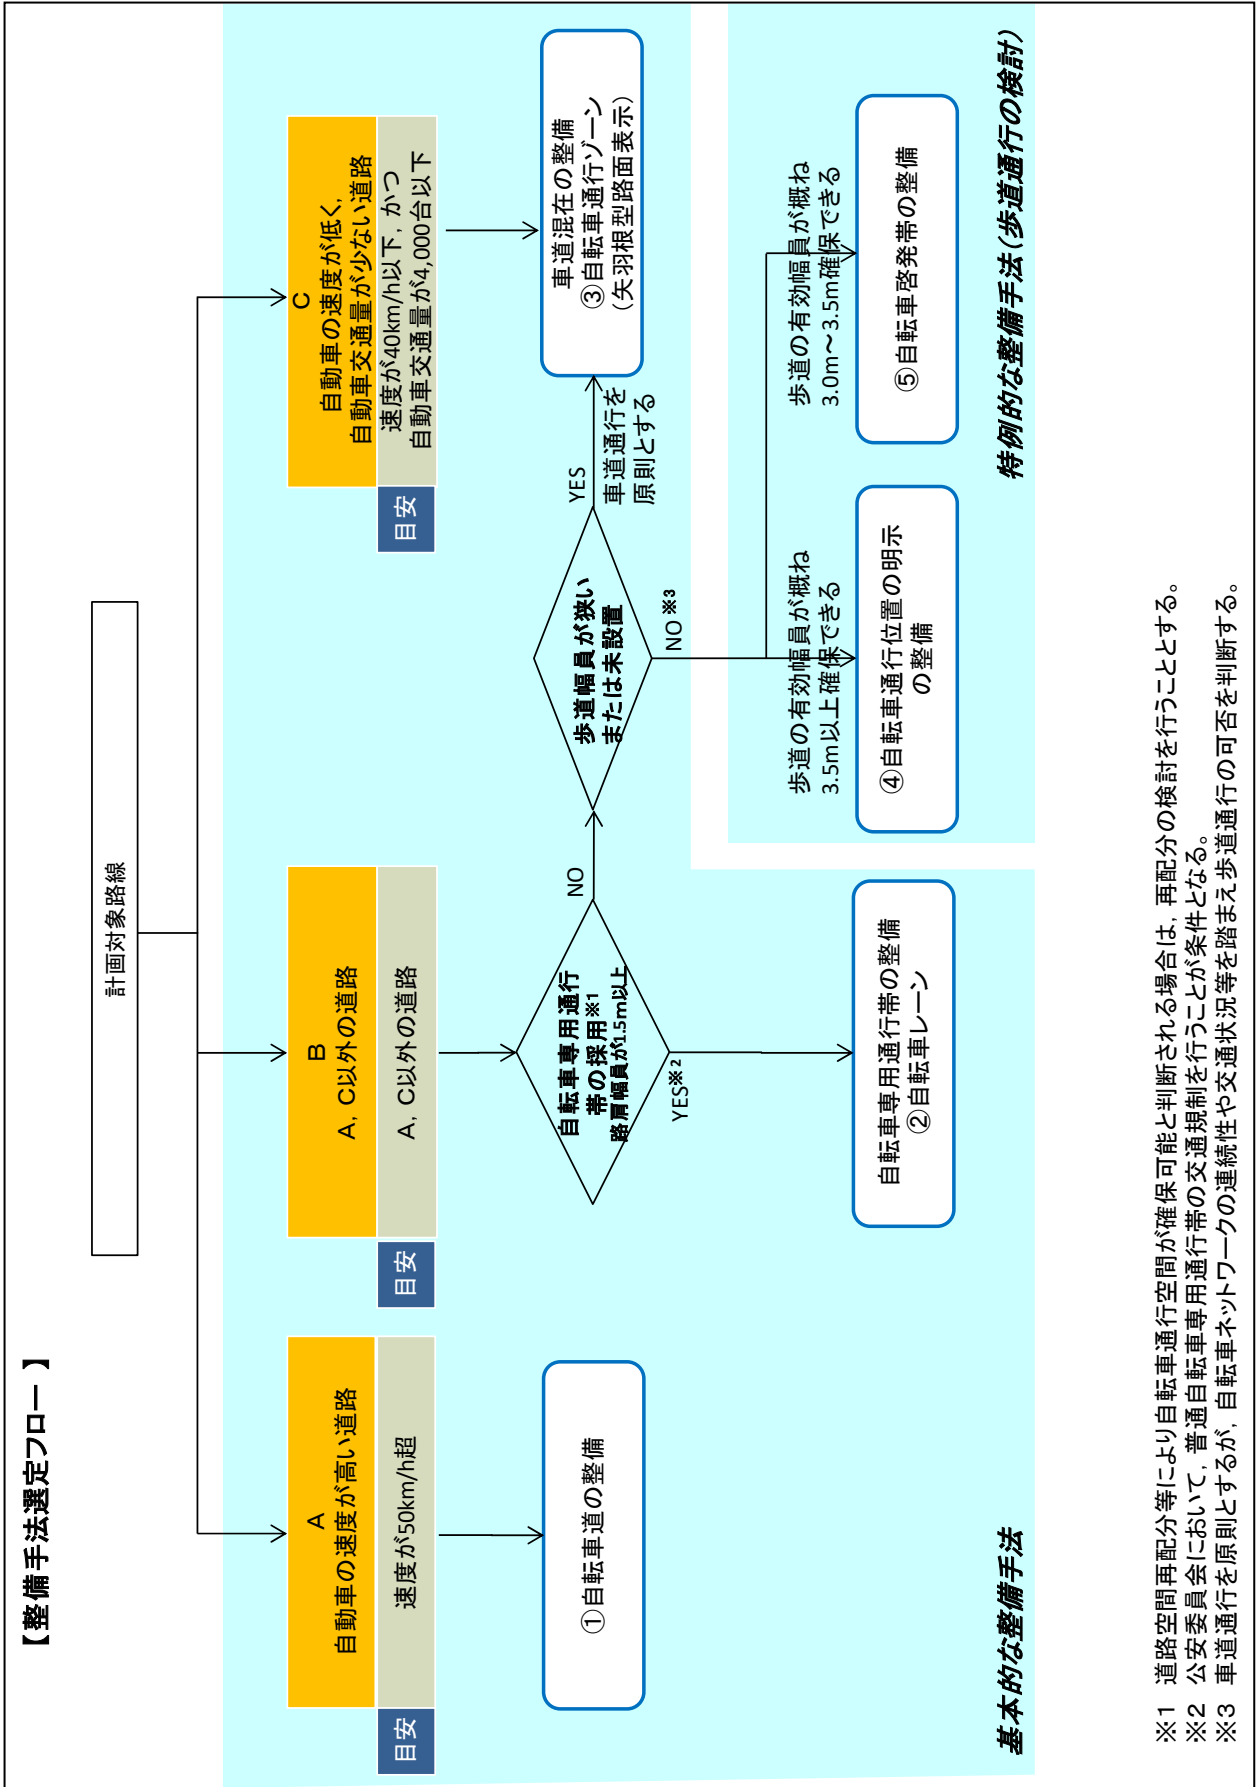 【整備手法選定フロー 】
計画対象路線
A
自動車の速度が高い道路
目安
速度が50km/h超
①自転車道の整備
B
A，C以外の道路
目安
A，C以外の道路
自転車専用通行
帯の採用※1
路肩幅員が1.5m以上
NO
YES※2
自転車専用通行帯の整備
②自転車レーン
C
自動車の速度が低く，
自動車交通量が少ない道路
目安
速度が40km/h以下，かつ
自動車交通量が4,000台以下
歩道幅員が狭い
または未設置
YES
車道通行を
原則とする
NO※3
車道混在の整備
③自転車通行ゾーン
（矢羽根型路面表示）
歩道の有効幅員が概ね
3.5m以上確保できる
④自転車通行位置の明示
の整備
歩道の有効幅員が概ね
3.0m～3.5m確保できる
⑤自転車啓発帯の整備
基本的な整備手法
特例的な整備手法（歩道通行の検討）
※1 道路空間再配分等により自転車通行空間が確保可能と判断される場合は，再配分の検討を行うこととする。
※2 公安委員会において，普通自転車専用通行帯の交通規制を行うことが条件となる。
※3 車道通行を原則とするが，自転車ネットワークの連続性や交通状況等を踏まえ歩道通行の可否を判断する。